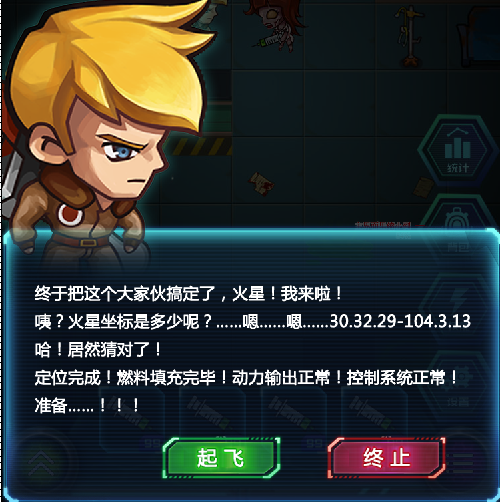 统计
终于把这个大家伙搞定了，火星！我来啦！
咦？火星坐标是多少呢？……嗯……嗯……30.32.29-104.3.13
哈！居然猜对了！
定位完成！燃料填充完毕！动力输出正常！控制系统正常！
准备……！！！
起飞
终止